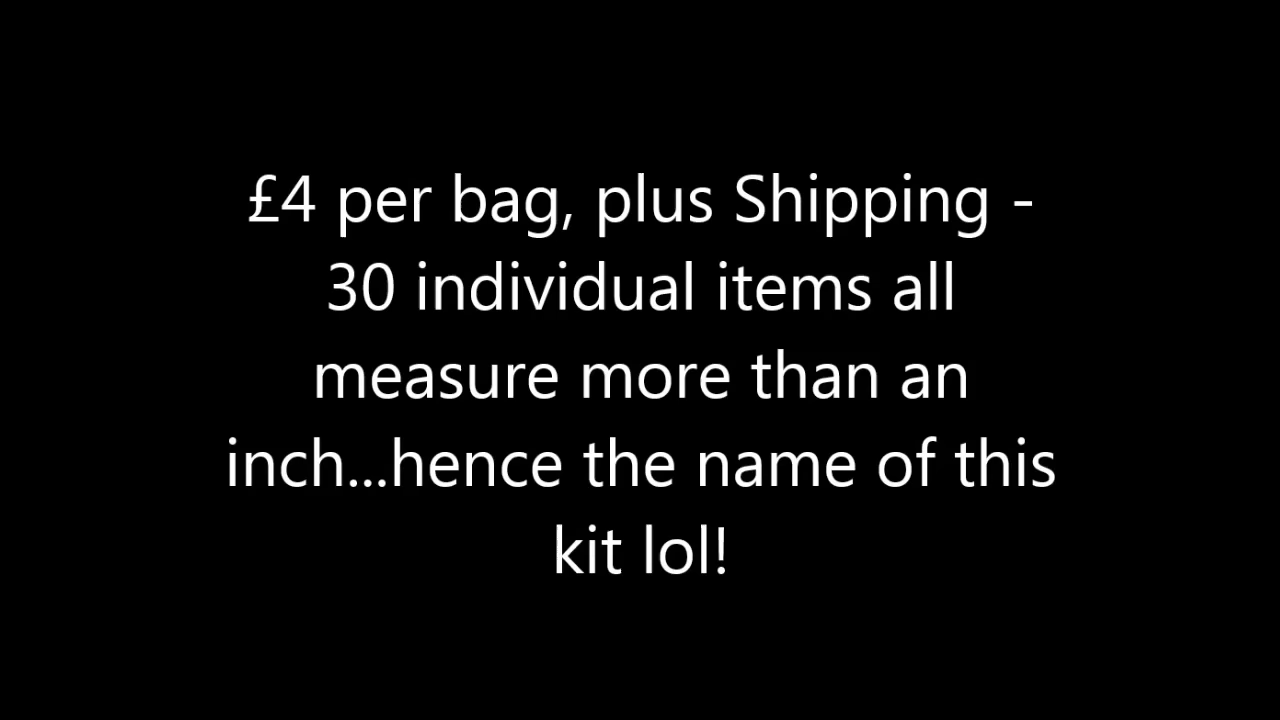 £4 per bag, plus Shipping -
30 individual items all
measure more than an
inch...hence the name of this
kit lol!